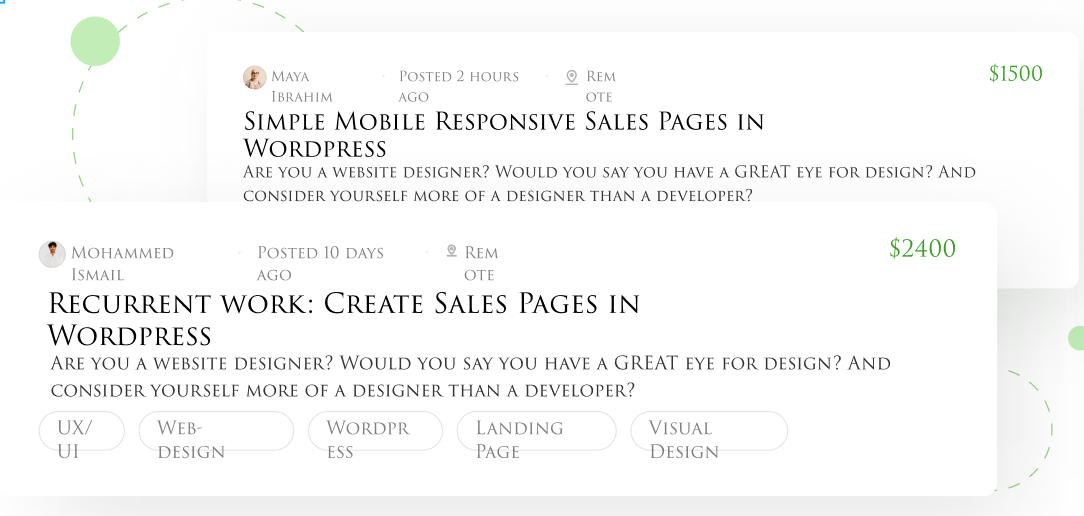 Maya
Ibrahim
Posted 2 hours
ago
Rem
ote
$1500
Simple Mobile Responsive Sales Pages in
Wordpress
Are you a website designer? Would you say you have a GREAT eye for design? And
consider yourself more of a designer than a developer?
Mohammed
Ismail
Posted 10 days
ago
Rem
ote
$2400
Recurrent work: Create Sales Pages in
Wordpress
Are you a website designer? Would you say you have a GREAT eye for design? And
consider yourself more of a designer than a developer?
UX/
UI
Web-
design
Wordpr
ess
Landing
Page
Visual
Design